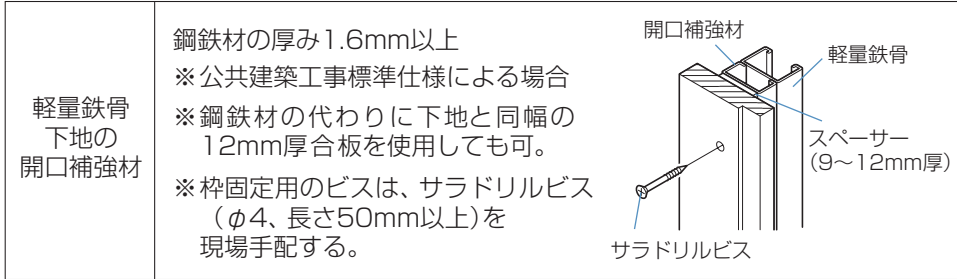 軽量鉄骨
下地の
開口補強材
鋼鉄材の厚み1.6mm以上
※公共建築工事標準仕様による場合
※鋼鉄材の代わりに下地と同幅の
12mm厚合板を使用しても可。
※枠固定用のビスは、サラドリルビス
（φ4、長さ50mm以上）を
現場手配する。
開口補強材
軽量鉄骨
スペーサー
（9〜12mm厚）
サラドリルビス